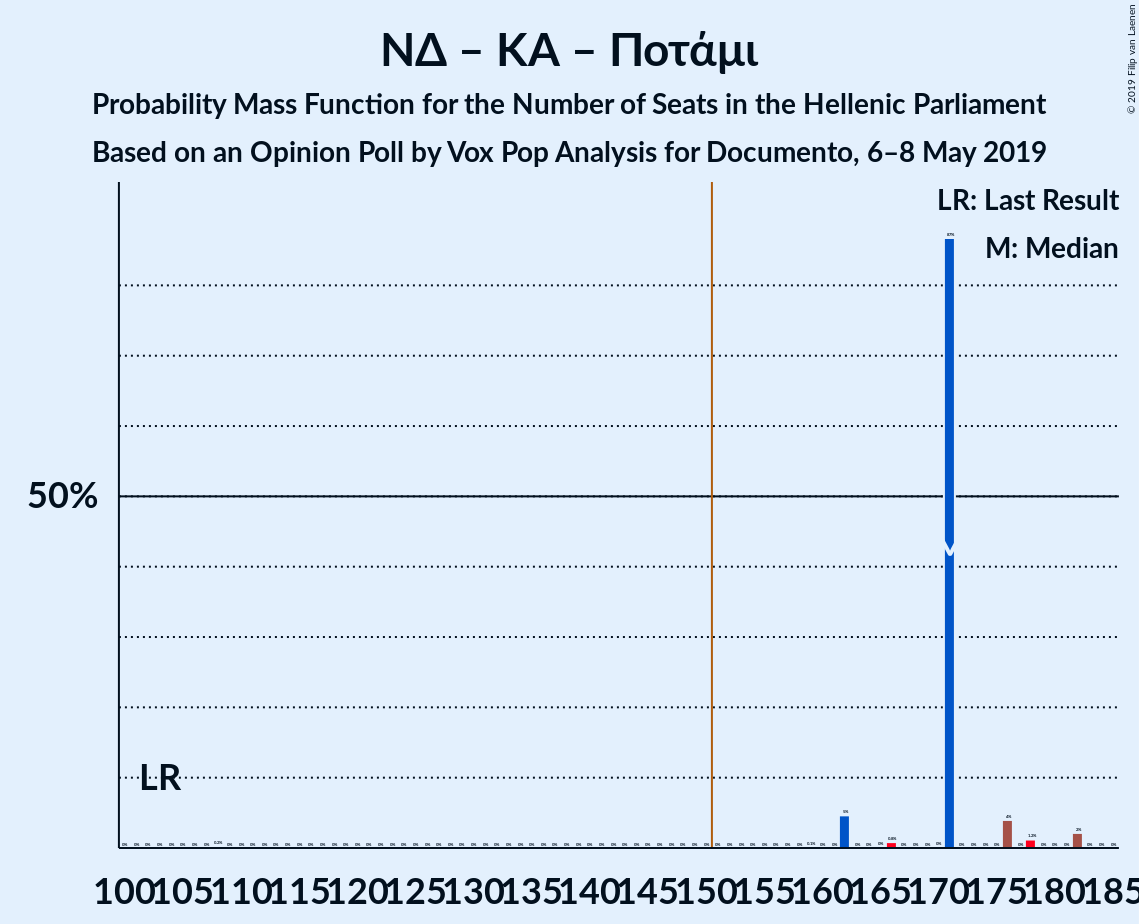 ΝΔ – ΚΑ – Ποτάμι
Probability Mass Function for the Number of Seats in the Hellenic Parliament
Based on an Opinion Poll by Vox Pop Analysis for Documento, 6–8 May 2019
© 2019 Filip van Laenen
LR: Last Result
M: Median
87%
50%
LR
100 105 110 115 120 125 130 135 140 145 150 155 160 165 170 175 180 185